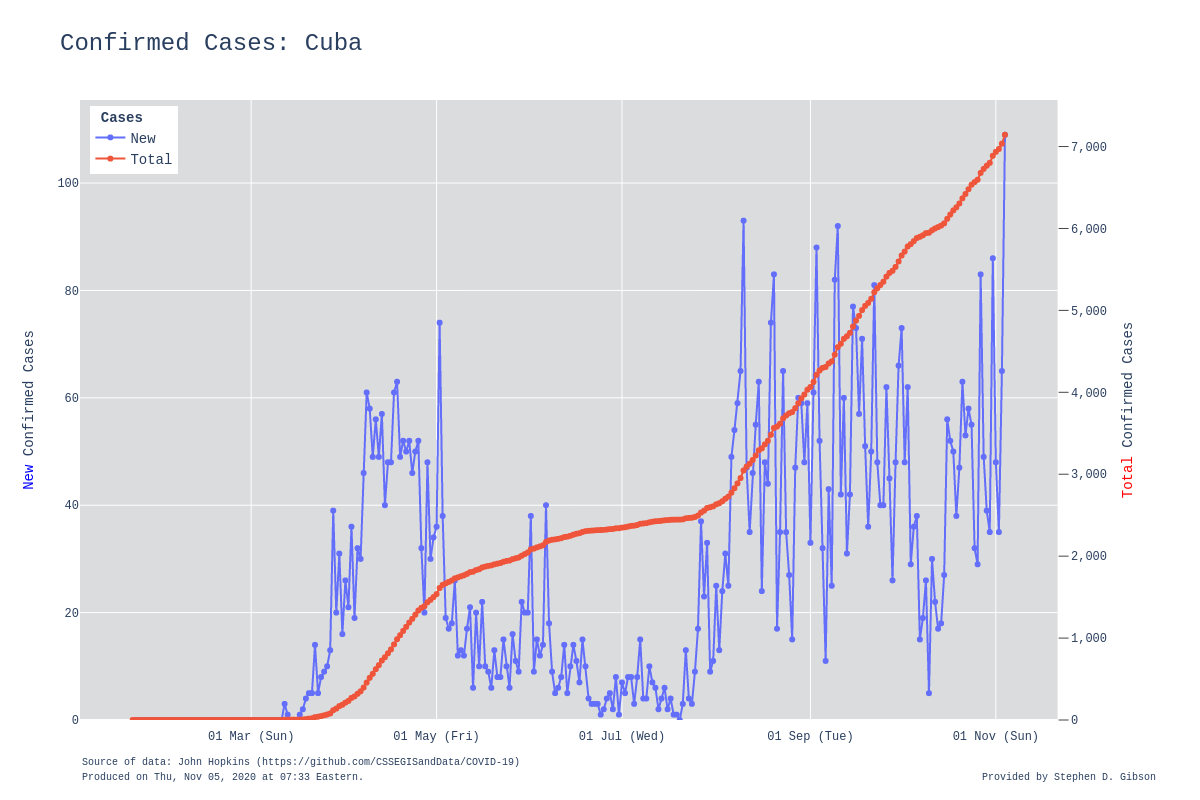 Confirmed Cases: Cuba
Cases
New
Total
100
80
60
40
20
0
7,000
6,000
5,000
4,000
3,000
2,000
1,000
0
New Confirmed Cases
Total Confirmed Cases
01 Mar (Sun)
01 May (Fri)
01 Jul (Wed)
01 Sep (Tue)
01 Nov (Sun)
Source of data: John Hopkins (https://github.com/CSSEGISandData/COVID-19)
Produced on Thu, Nov 05, 2020 at 07:33 Eastern.
Provided by Stephen D. Gibson